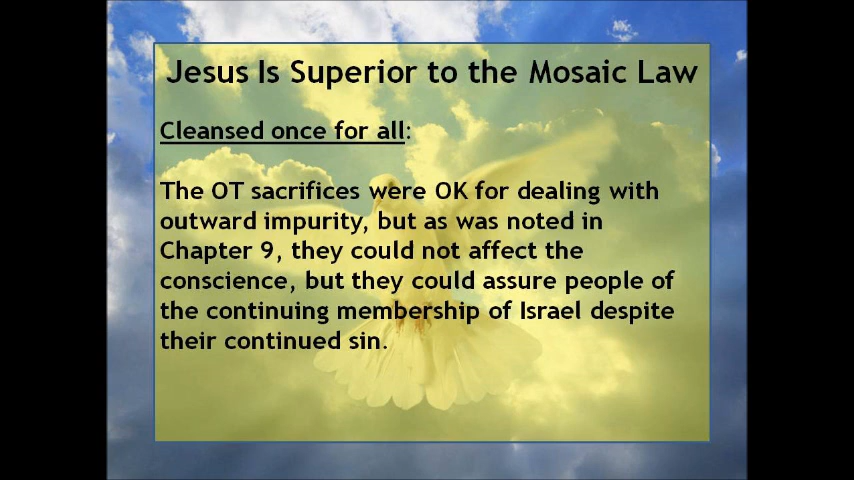 Jesus Is Superior to the Mosaic Law
Cleansed once for all:
The OT sacrifices were OK for dealing with
outward impurity, but as was noted in
Chapter 9, they could not affect the
conscience, but they could assure people of
the continuing membership of Israel despite
their continued sin.